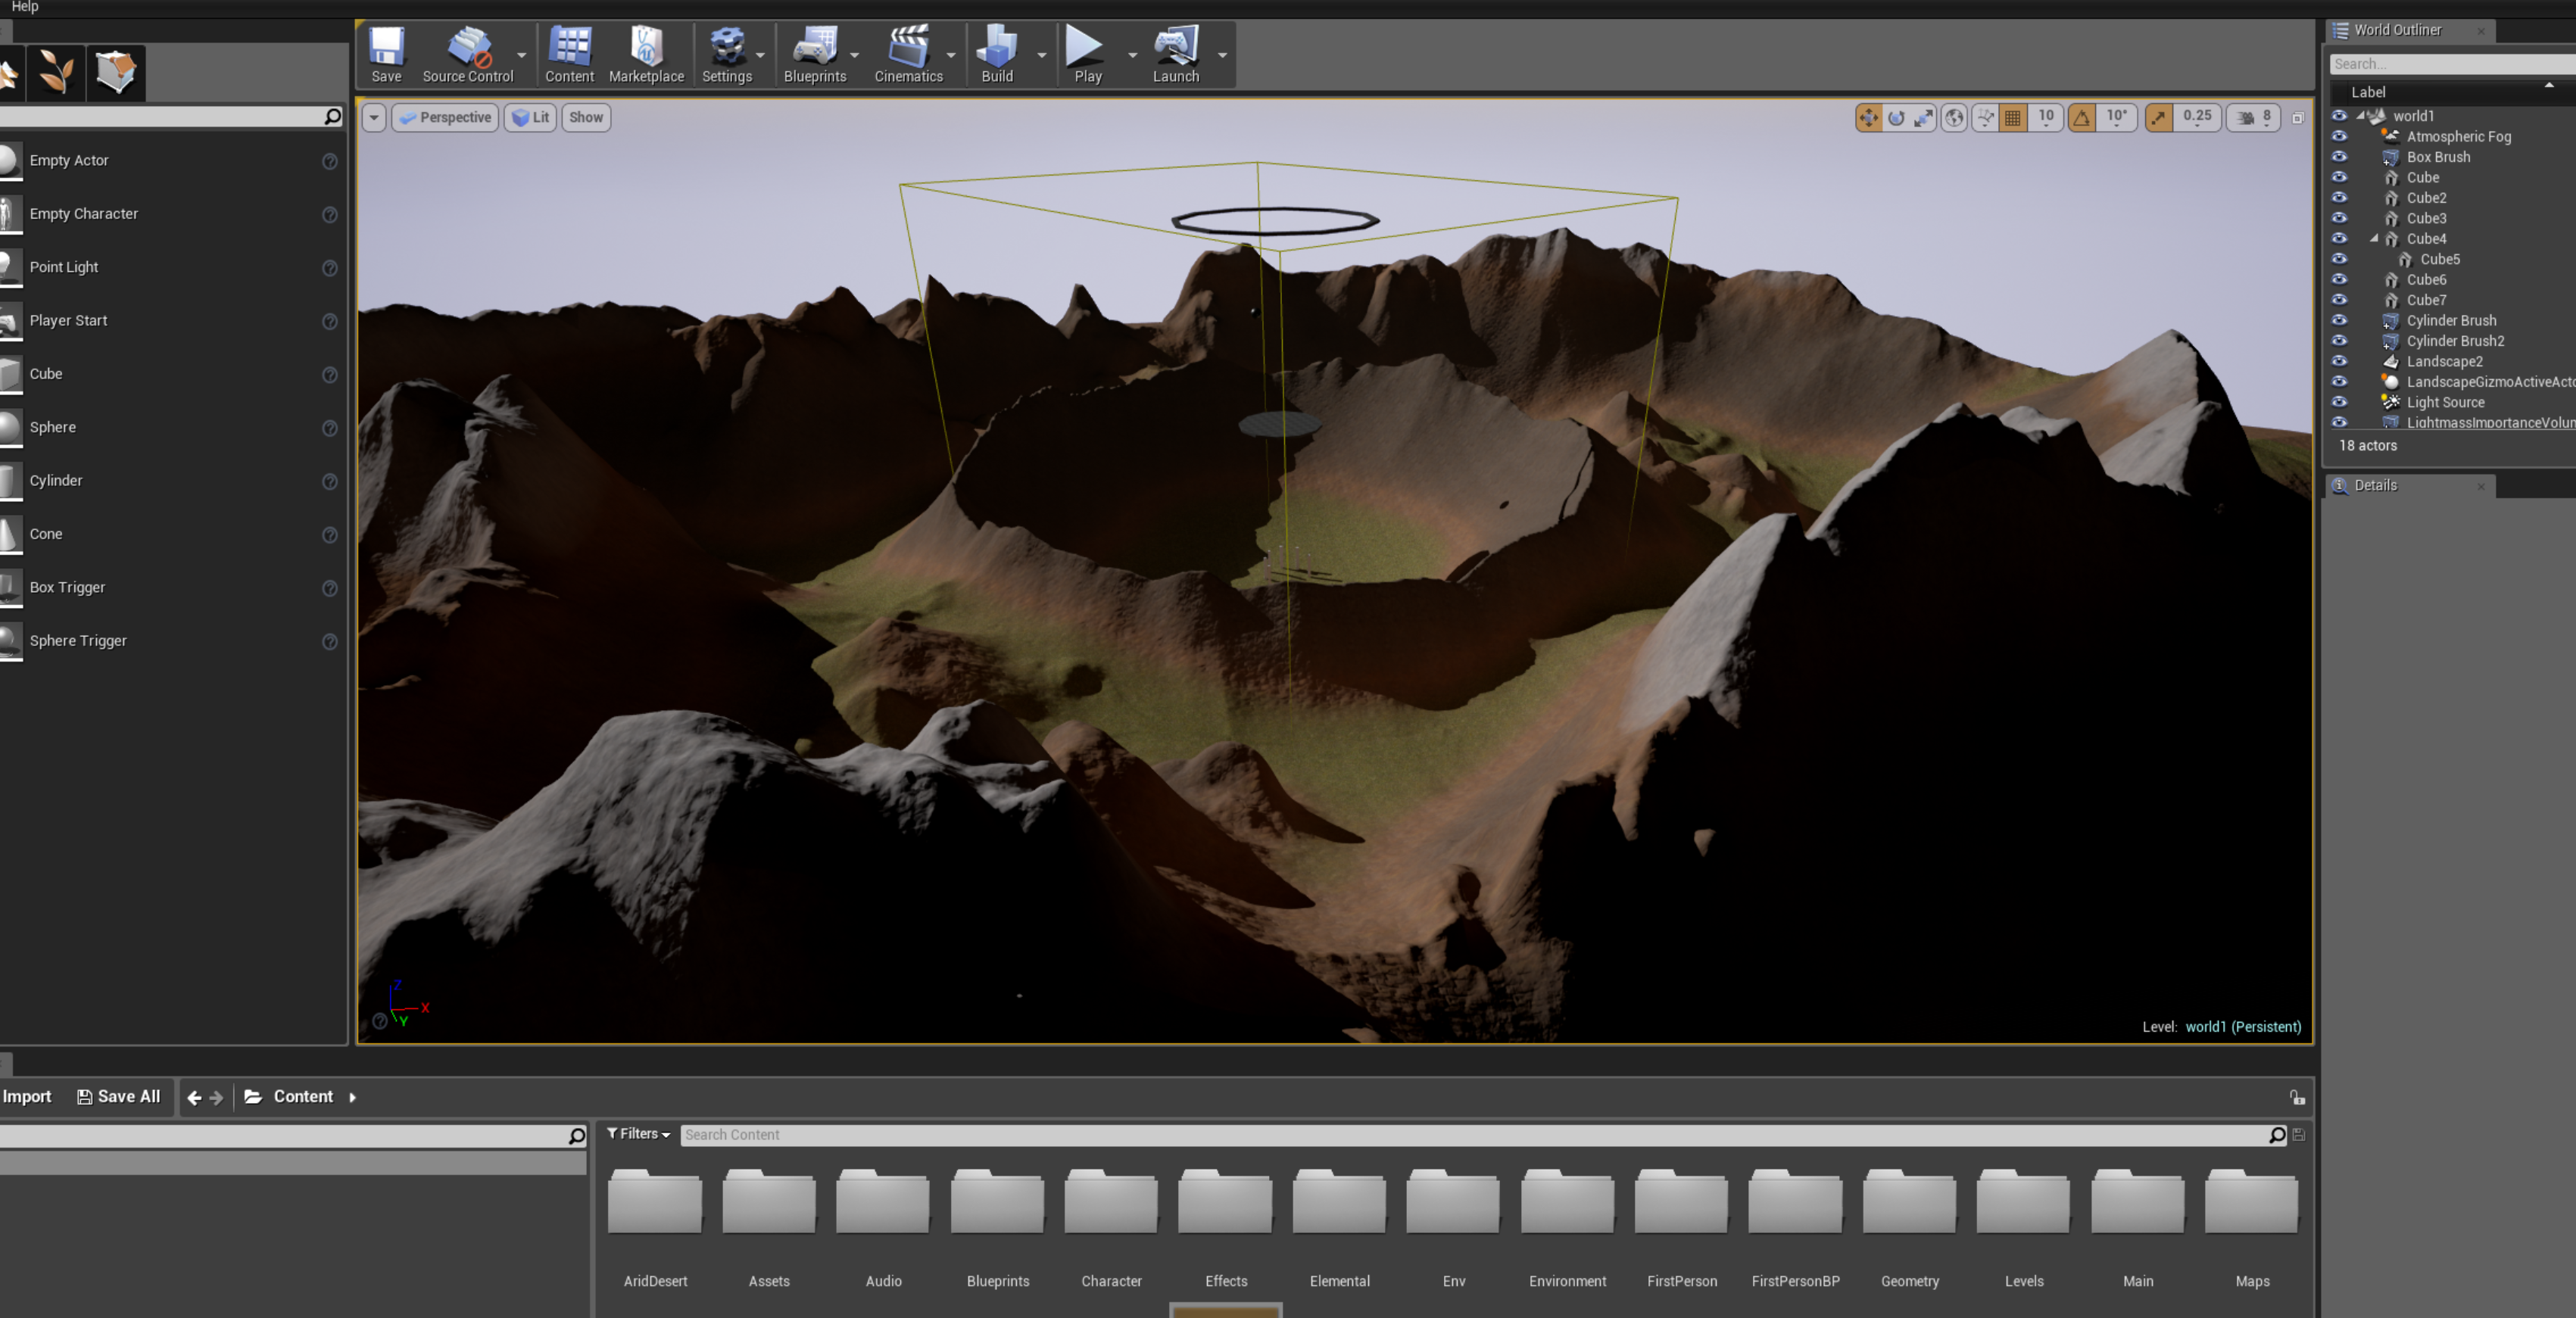 Help
Save
Source Control
Content
Marketplace
Settings
Blueprints
Cinematics
Build
Play
Launch
Perspective
Lit
Show
10
10°
0.25
8
Empty Actor
Empty Character
Point Light
Player Start
Cube
Sphere
Cylinder
Cone
Box Trigger
Sphere Trigger
Z
X
Y
Level: world1 (Persistent)
World Outliner
Search...
Label
world1
Atmospheric Fog
Box Brush
Cube
Cube2
Cube3
Cube4
Cube5
Cube6
Cube7
Cylinder Brush
Cylinder Brush2
Landscape2
LandscapeGizmoActiveActo
Light Source
LightmassImportanceVolum
18 actors
Details
Import
Save All
Content
Filters
Search Content
AridDesert
Assets
Audio
Blueprints
Character
Effects
Elemental
Env
Environment
FirstPerson
FirstPersonBP
Geometry
Levels
Main
Maps